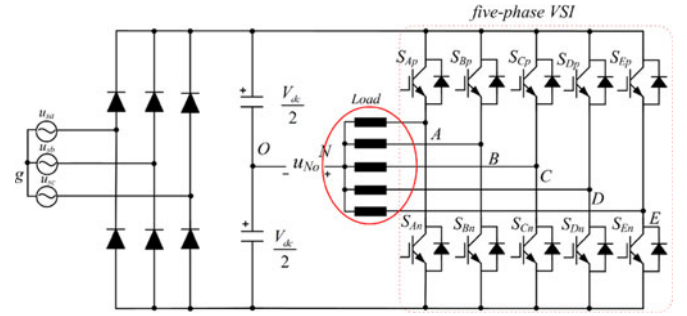 five-phase VSI
S_Ap S_Bp S_Cp S_Dp S_Ep
V_dc
2
Load
u_sa
u_sb
u_sc
g
O
u_No
N
A
B
C
D
E
V_dc
2
S_An S_Bn S_Cn S_Dn S_En